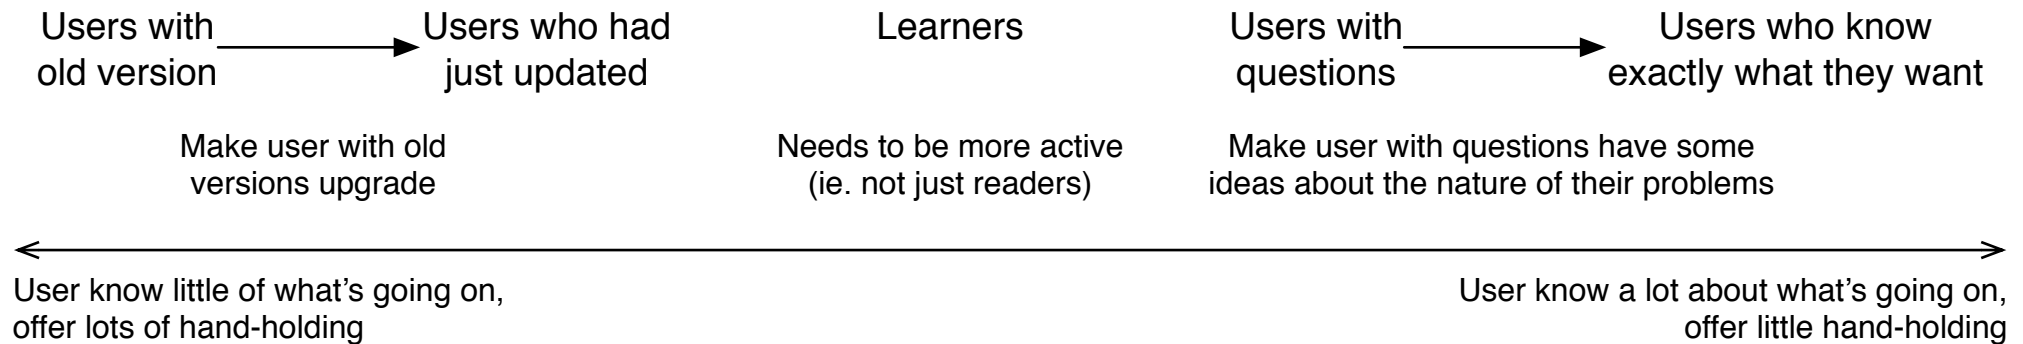 Users with
old version
Users who had
just updated
Learners
Users with
questions
Users who know
exactly what they want
Make user with old
versions upgrade
Needs to be more active
(ie. not just readers)
Make user with questions have some
ideas about the nature of their problems
User know little of what's going on,
offer lots of hand-holding
User know a lot about what's going on,
offer little hand-holding